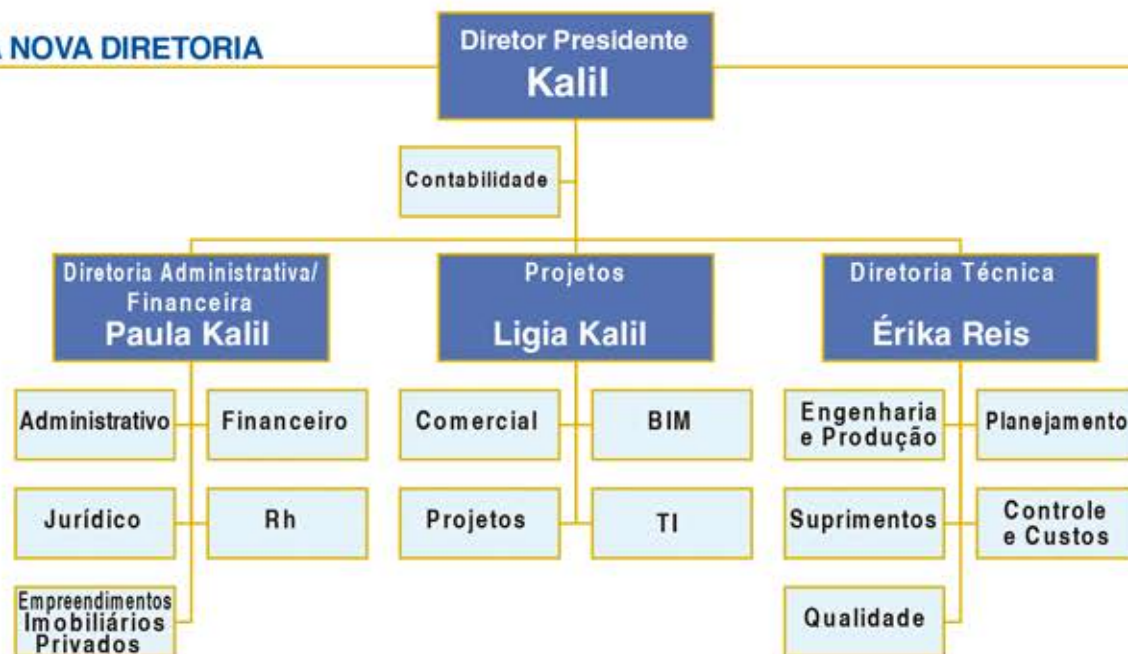 A NOVA DIRETORIA
Diretor Presidente
Kalil
Contabilidade
Diretoria Administrativa/
Financeira
Paula Kalil
Projetos
Ligia Kalil
Diretoria Técnica
Érika Reis
Administrativo
Financeiro
Jurídico
Rh
Empreendimentos
Imobiliários
Privados
Comercial
BIM
Projetos
TI
Engenharia
e Produção
Planejamento
Suprimentos
Controle
e Custos
Qualidade